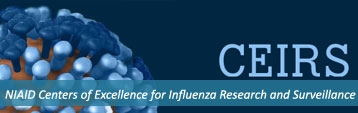 CEIRS
NIAID Centers of Excellence for Influenza Research and Surveillance